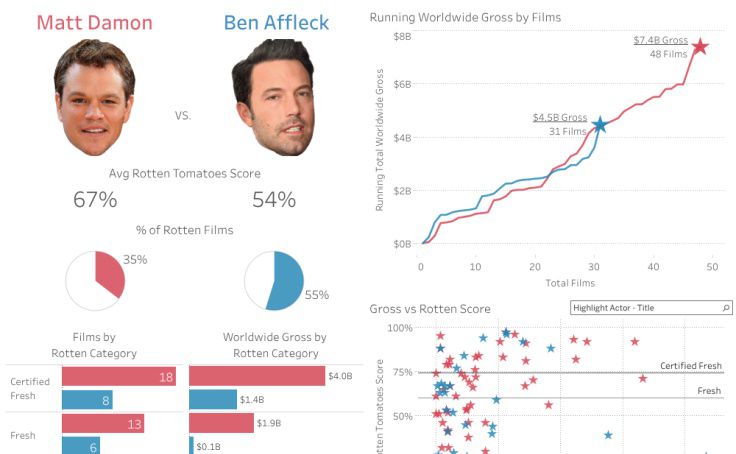 Matt Damon
Ben Affleck
vs.
Avg Rotten Tomatoes Score
67%
54%
% of Rotten Films
35%
55%
Films by
Rotten Category
Worldwide Gross by
Rotten Category
Certified
Fresh
18
8
$4.0B
$1.4B
Fresh
13
6
$1.9B
$0.1B
Running Worldwide Gross by Films
Running Total Worldwide Gross
$8B
$6B
$4B
$2B
$0B
$7.4B Gross
48 Films
$4.5B Gross
31 Films
0
10
20
30
40
50
Total Films
Gross vs Rotten Score
Highlight Actor - Title
100%
75%
50%
Certified Fresh
Fresh
Tomatoes Score